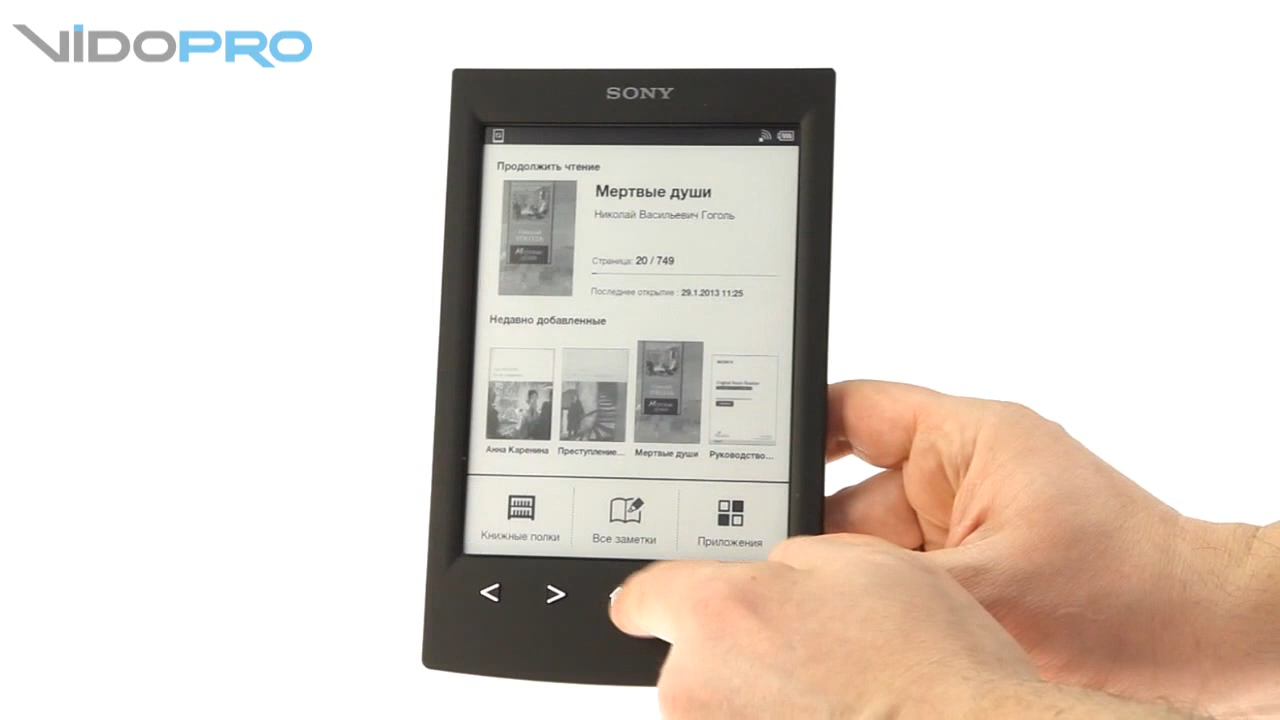 VIDOPRO
SONY
Продолжить чтение
Мертвые души
Николай Васильевич Гоголь
Страница: 20 / 749
Последнее открытие : 29.1.2013 11:25
Недавно добавленные
Анна Каренина Преступление... Мертвые души Руководство...
Книжные полки Все заметки Приложения
< >